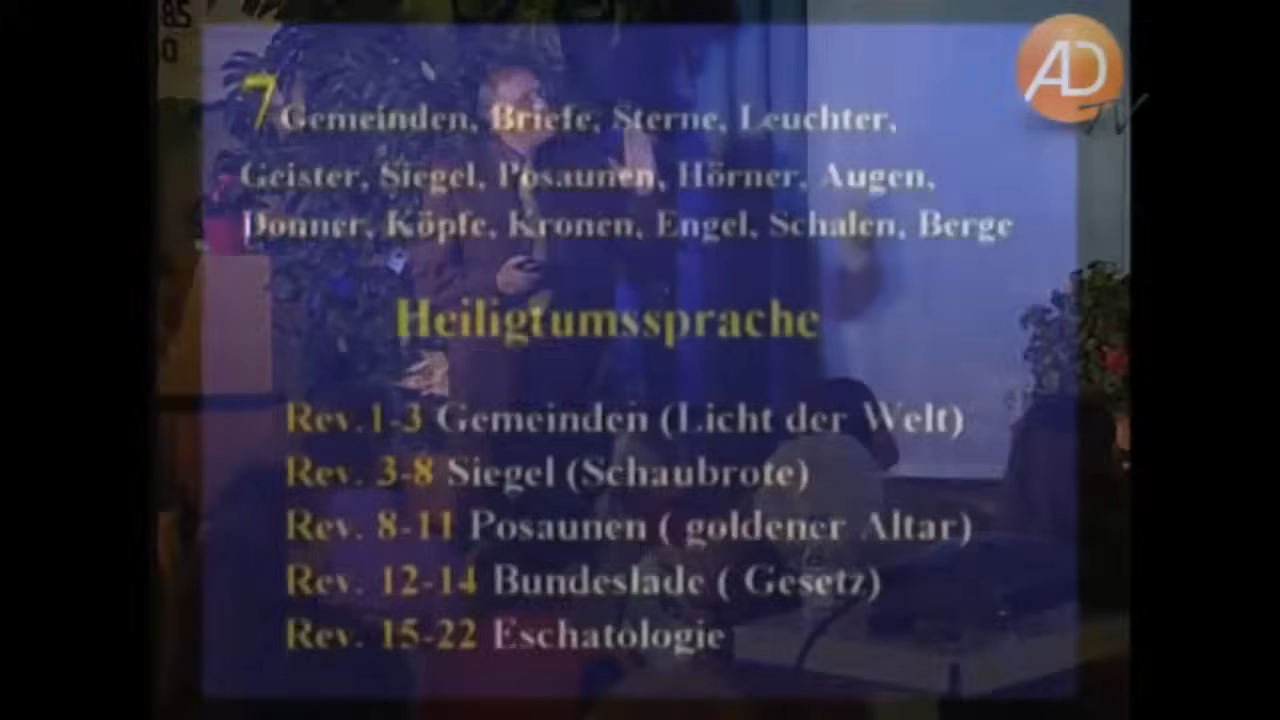 85
AD
TV
7 Gemeinden, Briefe, Sterne, Leuchter,
Geister, Siegel, Posaunen, Hörner, Augen,
Donner, Köpfe, Kronen, Engel, Schalen, Berge
Heiligtumssprache
Rev.1-3 Gemeinden (Licht der Welt)
Rev. 3-8 Siegel (Schaubrote)
Rev. 8-11 Posaunen ( goldener Altar)
Rev. 12-14 Bundeslade ( Gesetz)
Rev. 15-22 Eschatologie